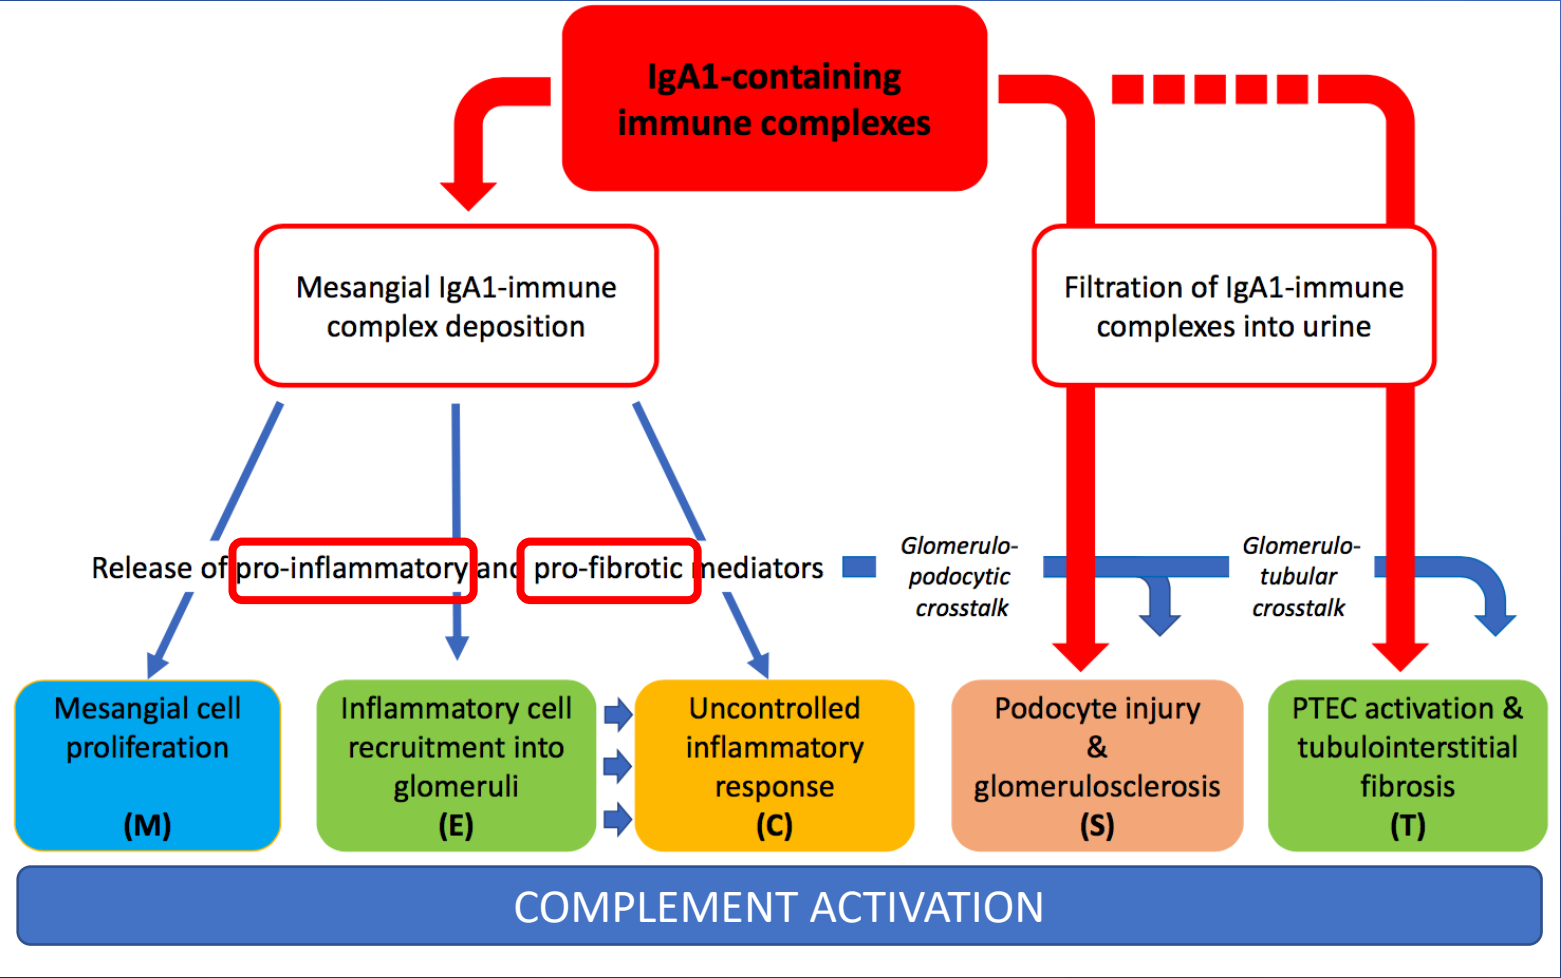 IgA1-containing
immune complexes
Mesangial IgA1-immune
complex deposition
Filtration of IgA1-immune
complexes into urine
Release of pro-inflammatory and pro-fibrotic mediators
Glomerulo-
podocytic
crosstalk
Glomerulo-
tubular
crosstalk
Mesangial cell
proliferation
(M)
Inflammatory cell
recruitment into
glomeruli
(E)
Uncontrolled
inflammatory
response
(C)
Podocyte injury
&
glomerulosclerosis
(S)
PTEC activation &
tubulointerstitial
fibrosis
(T)
COMPLEMENT ACTIVATION